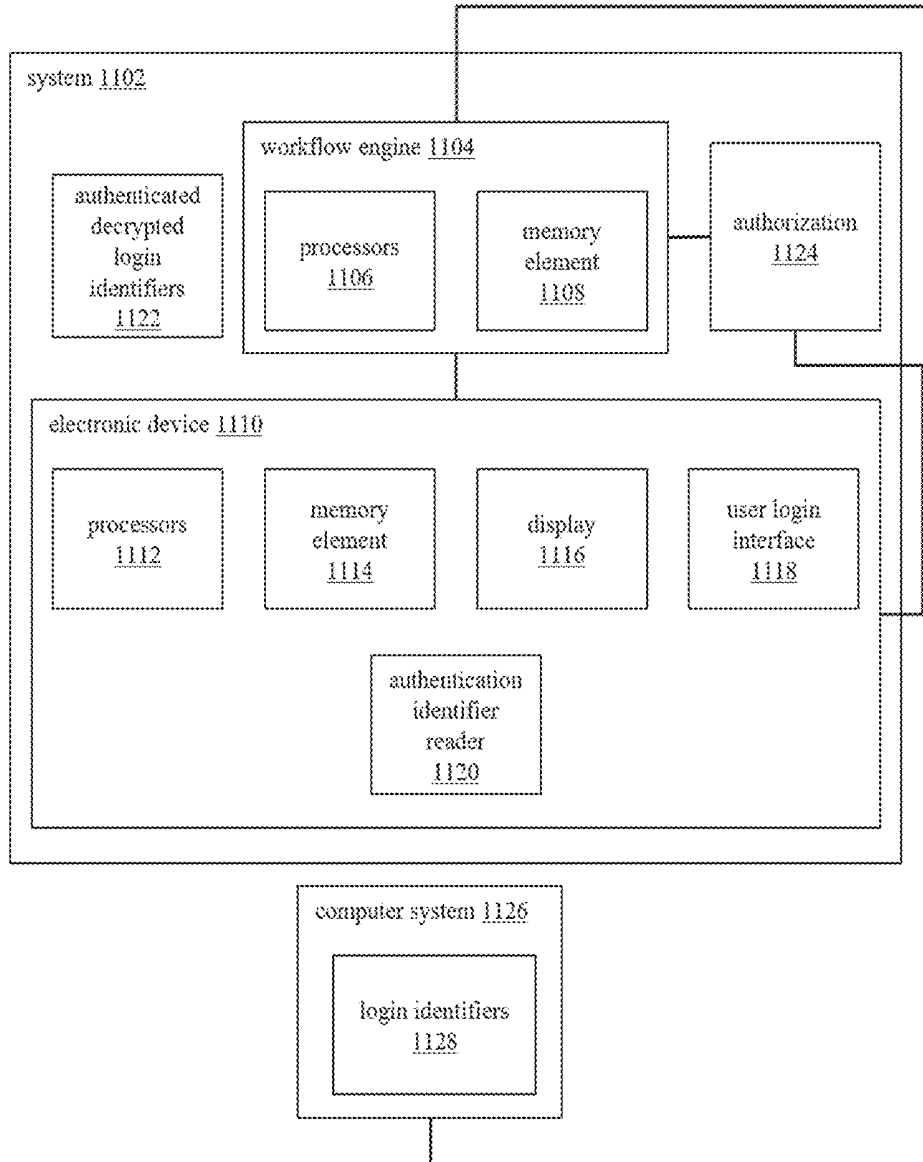 system 1102
workflow engine 1104
authenticated
decrypted
login
identifiers
1122
processors
1106
memory
element
1108
authorization
1124
electronic device 1110
processors
1112
memory
element
1114
display
1116
user login
interface
1118
authentication
identifier
reader
1120
computer system 1126
login identifiers
1128